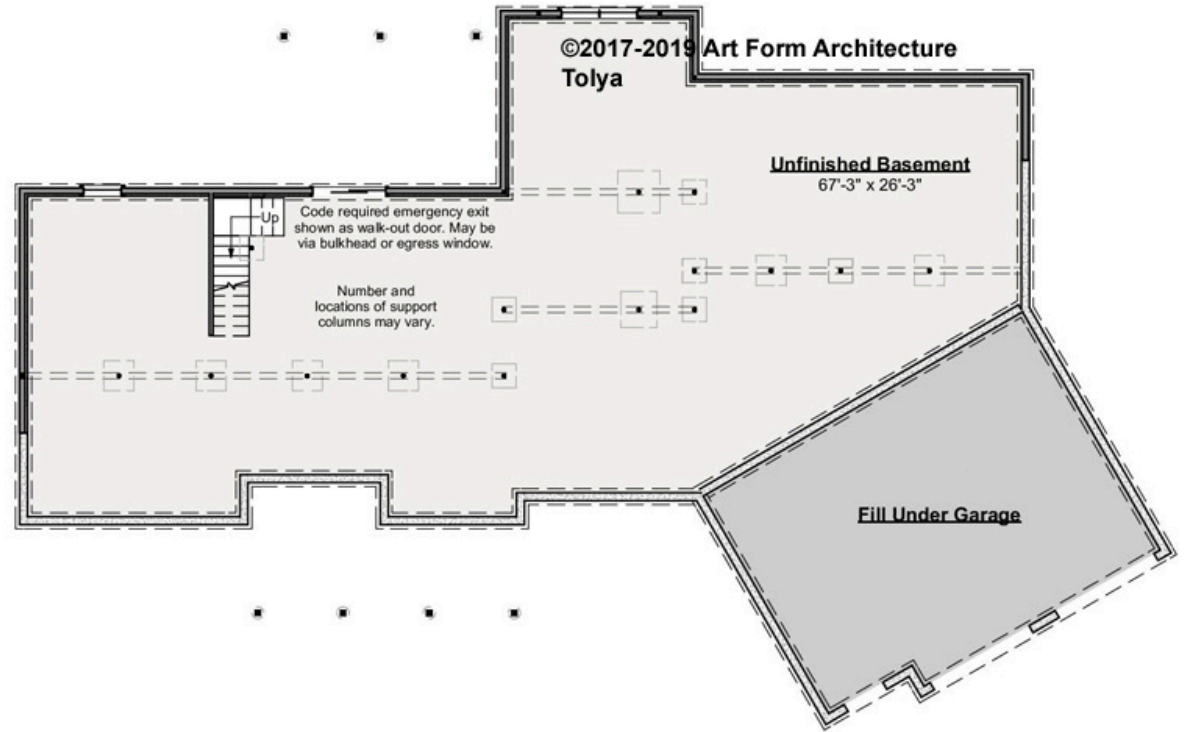 ©2017-2019 Art Form Architecture
Tolya
Unfinished Basement
67'-3" x 26'-3"
Up
Code required emergency exit
shown as walk-out door. May be
via bulkhead or egress window.
Number and
locations of support
columns may vary.
Fill Under Garage